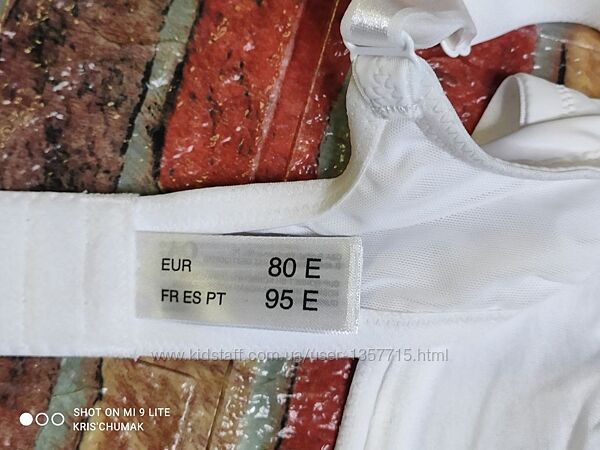 EUR 80 E
FR ES PT 95 E
www.kidstaff.com.ua/user-1357715.html
SHOT ON MI 9 LITE
KRIS'CHUMAK